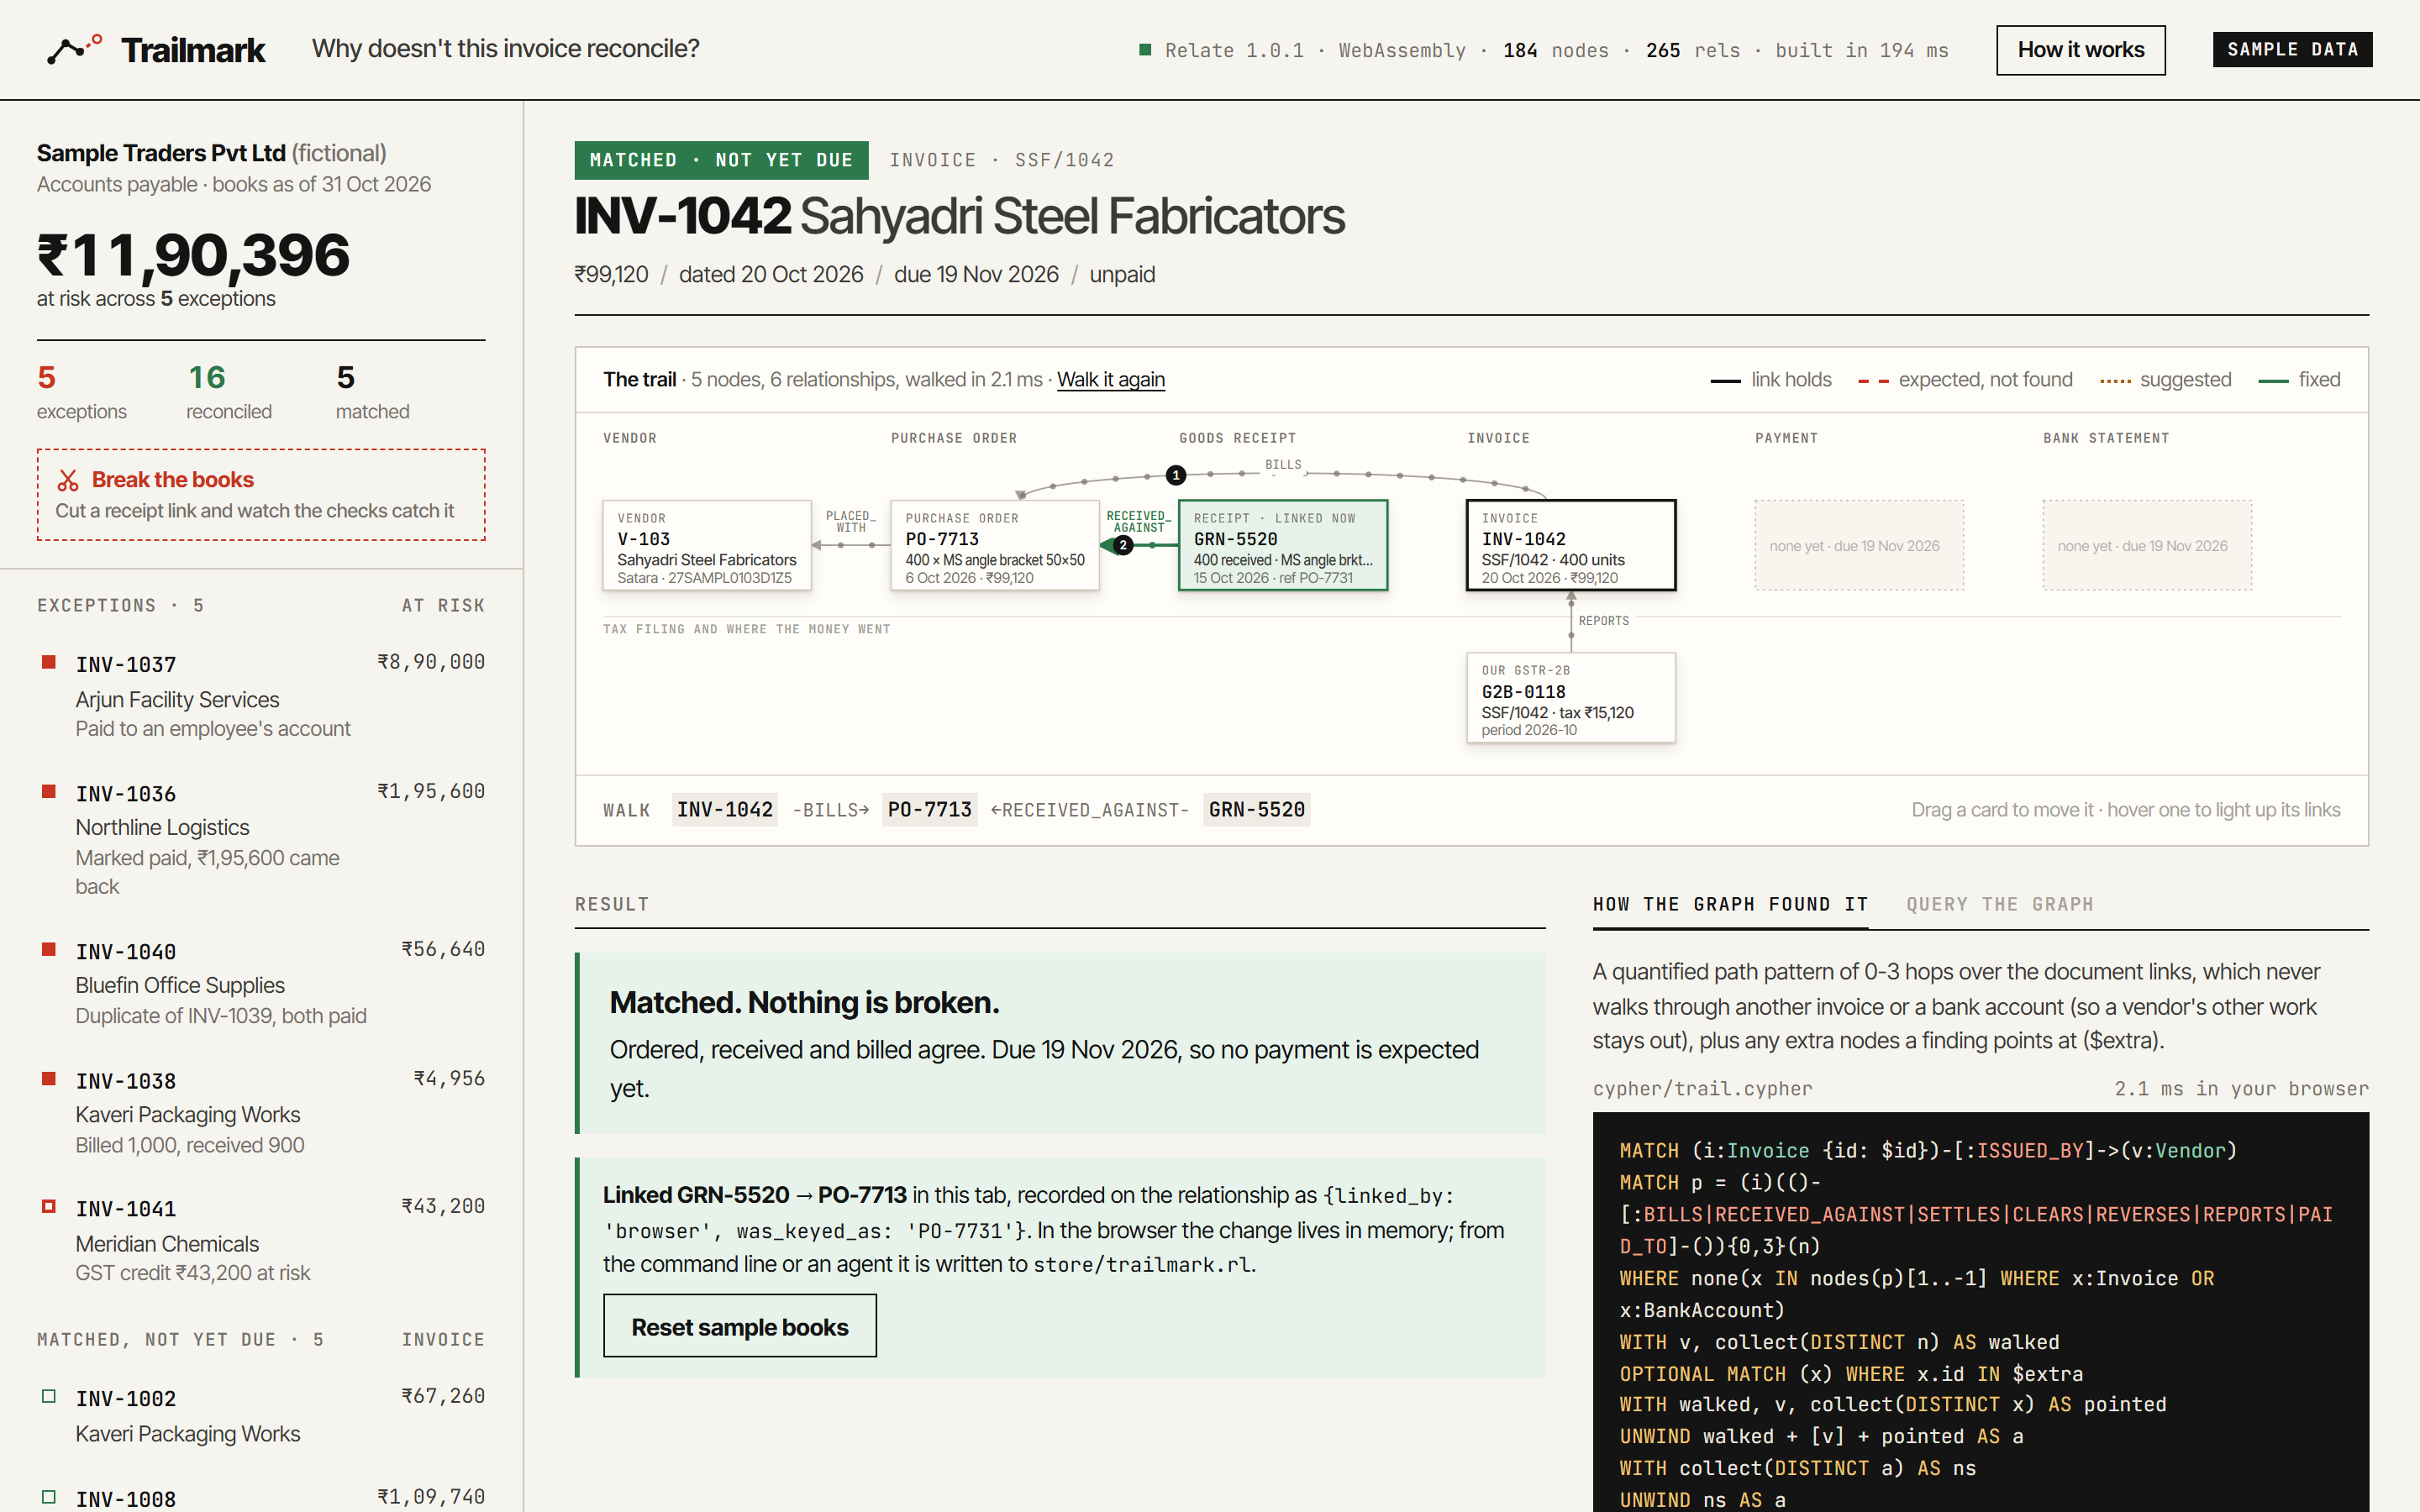 Trailmark
Why doesn't this invoice reconcile?
Relate 1.0.1 · WebAssembly · 184 nodes · 265 rels · built in 194 ms
How it works
SAMPLE DATA
Sample Traders Pvt Ltd (fictional)
Accounts payable · books as of 31 Oct 2026
₹11,90,396
at risk across 5 exceptions
5 exceptions
16 reconciled
5 matched
Break the books
Cut a receipt link and watch the checks catch it
EXCEPTIONS · 5 AT RISK
INV-1037 ₹8,90,000
Arjun Facility Services
Paid to an employee's account
INV-1036 ₹1,95,600
Northline Logistics
Marked paid, ₹1,95,600 came
back
INV-1040 ₹56,640
Bluefin Office Supplies
Duplicate of INV-1039, both paid
INV-1038 ₹4,956
Kaveri Packaging Works
Billed 1,000, received 900
INV-1041 ₹43,200
Meridian Chemicals
GST credit ₹43,200 at risk
MATCHED, NOT YET DUE · 5 INVOICE
INV-1002 ₹67,260
Kaveri Packaging Works
INV-1008 ₹1,09,740
MATCHED · NOT YET DUE INVOICE · SSF/1042
INV-1042 Sahyadri Steel Fabricators
₹99,120 / dated 20 Oct 2026 / due 19 Nov 2026 / unpaid
The trail · 5 nodes, 6 relationships, walked in 2.1 ms · Walk it again
link holds expected, not found suggested fixed
VENDOR PURCHASE ORDER GOODS RECEIPT INVOICE PAYMENT BANK STATEMENT
BILLS
1
VENDOR
V-103
Sahyadri Steel Fabricators
Satara · 27SAMPL0103D1Z5
PLACED_
WITH
PURCHASE ORDER
PO-7713
400 × MS angle bracket 50×50
6 Oct 2026 · ₹99,120
RECEIVED_
AGAINST
2
RECEIPT · LINKED NOW
GRN-5520
400 received · MS angle brkt…
15 Oct 2026 · ref PO-7731
INVOICE
INV-1042
SSF/1042 · 400 units
20 Oct 2026 · ₹99,120
none yet · due 19 Nov 2026
none yet · due 19 Nov 2026
TAX FILING AND WHERE THE MONEY WENT
REPORTS
OUR GSTR-2B
G2B-0118
SSF/1042 · tax ₹15,120
period 2026-10
WALK INV-1042 -BILLS→ PO-7713 ←RECEIVED_AGAINST- GRN-5520
Drag a card to move it · hover one to light up its links
RESULT
Matched. Nothing is broken.
Ordered, received and billed agree. Due 19 Nov 2026, so no payment is expected
yet.
Linked GRN-5520 → PO-7713 in this tab, recorded on the relationship as {linked_by:
'browser', was_keyed_as: 'PO-7731'}. In the browser the change lives in memory; from
the command line or an agent it is written to store/trailmark.rl.
Reset sample books
HOW THE GRAPH FOUND IT QUERY THE GRAPH
A quantified path pattern of 0-3 hops over the document links, which never
walks through another invoice or a bank account (so a vendor's other work
stays out), plus any extra nodes a finding points at ($extra).
cypher/trail.cypher 2.1 ms in your browser
MATCH (i:Invoice {id: $id})-[:ISSUED_BY]->(v:Vendor)
MATCH p = (i)(()-
[:BILLS|RECEIVED_AGAINST|SETTLES|CLEARS|REVERSES|REPORTS|PAI
D_TO]-()){0,3}(n)
WHERE none(x IN nodes(p)[1..-1] WHERE x:Invoice OR
x:BankAccount)
WITH v, collect(DISTINCT n) AS walked
OPTIONAL MATCH (x) WHERE x.id IN $extra
WITH walked, v, collect(DISTINCT x) AS pointed
UNWIND walked + [v] + pointed AS a
WITH collect(DISTINCT a) AS ns
UNWIND ns AS a